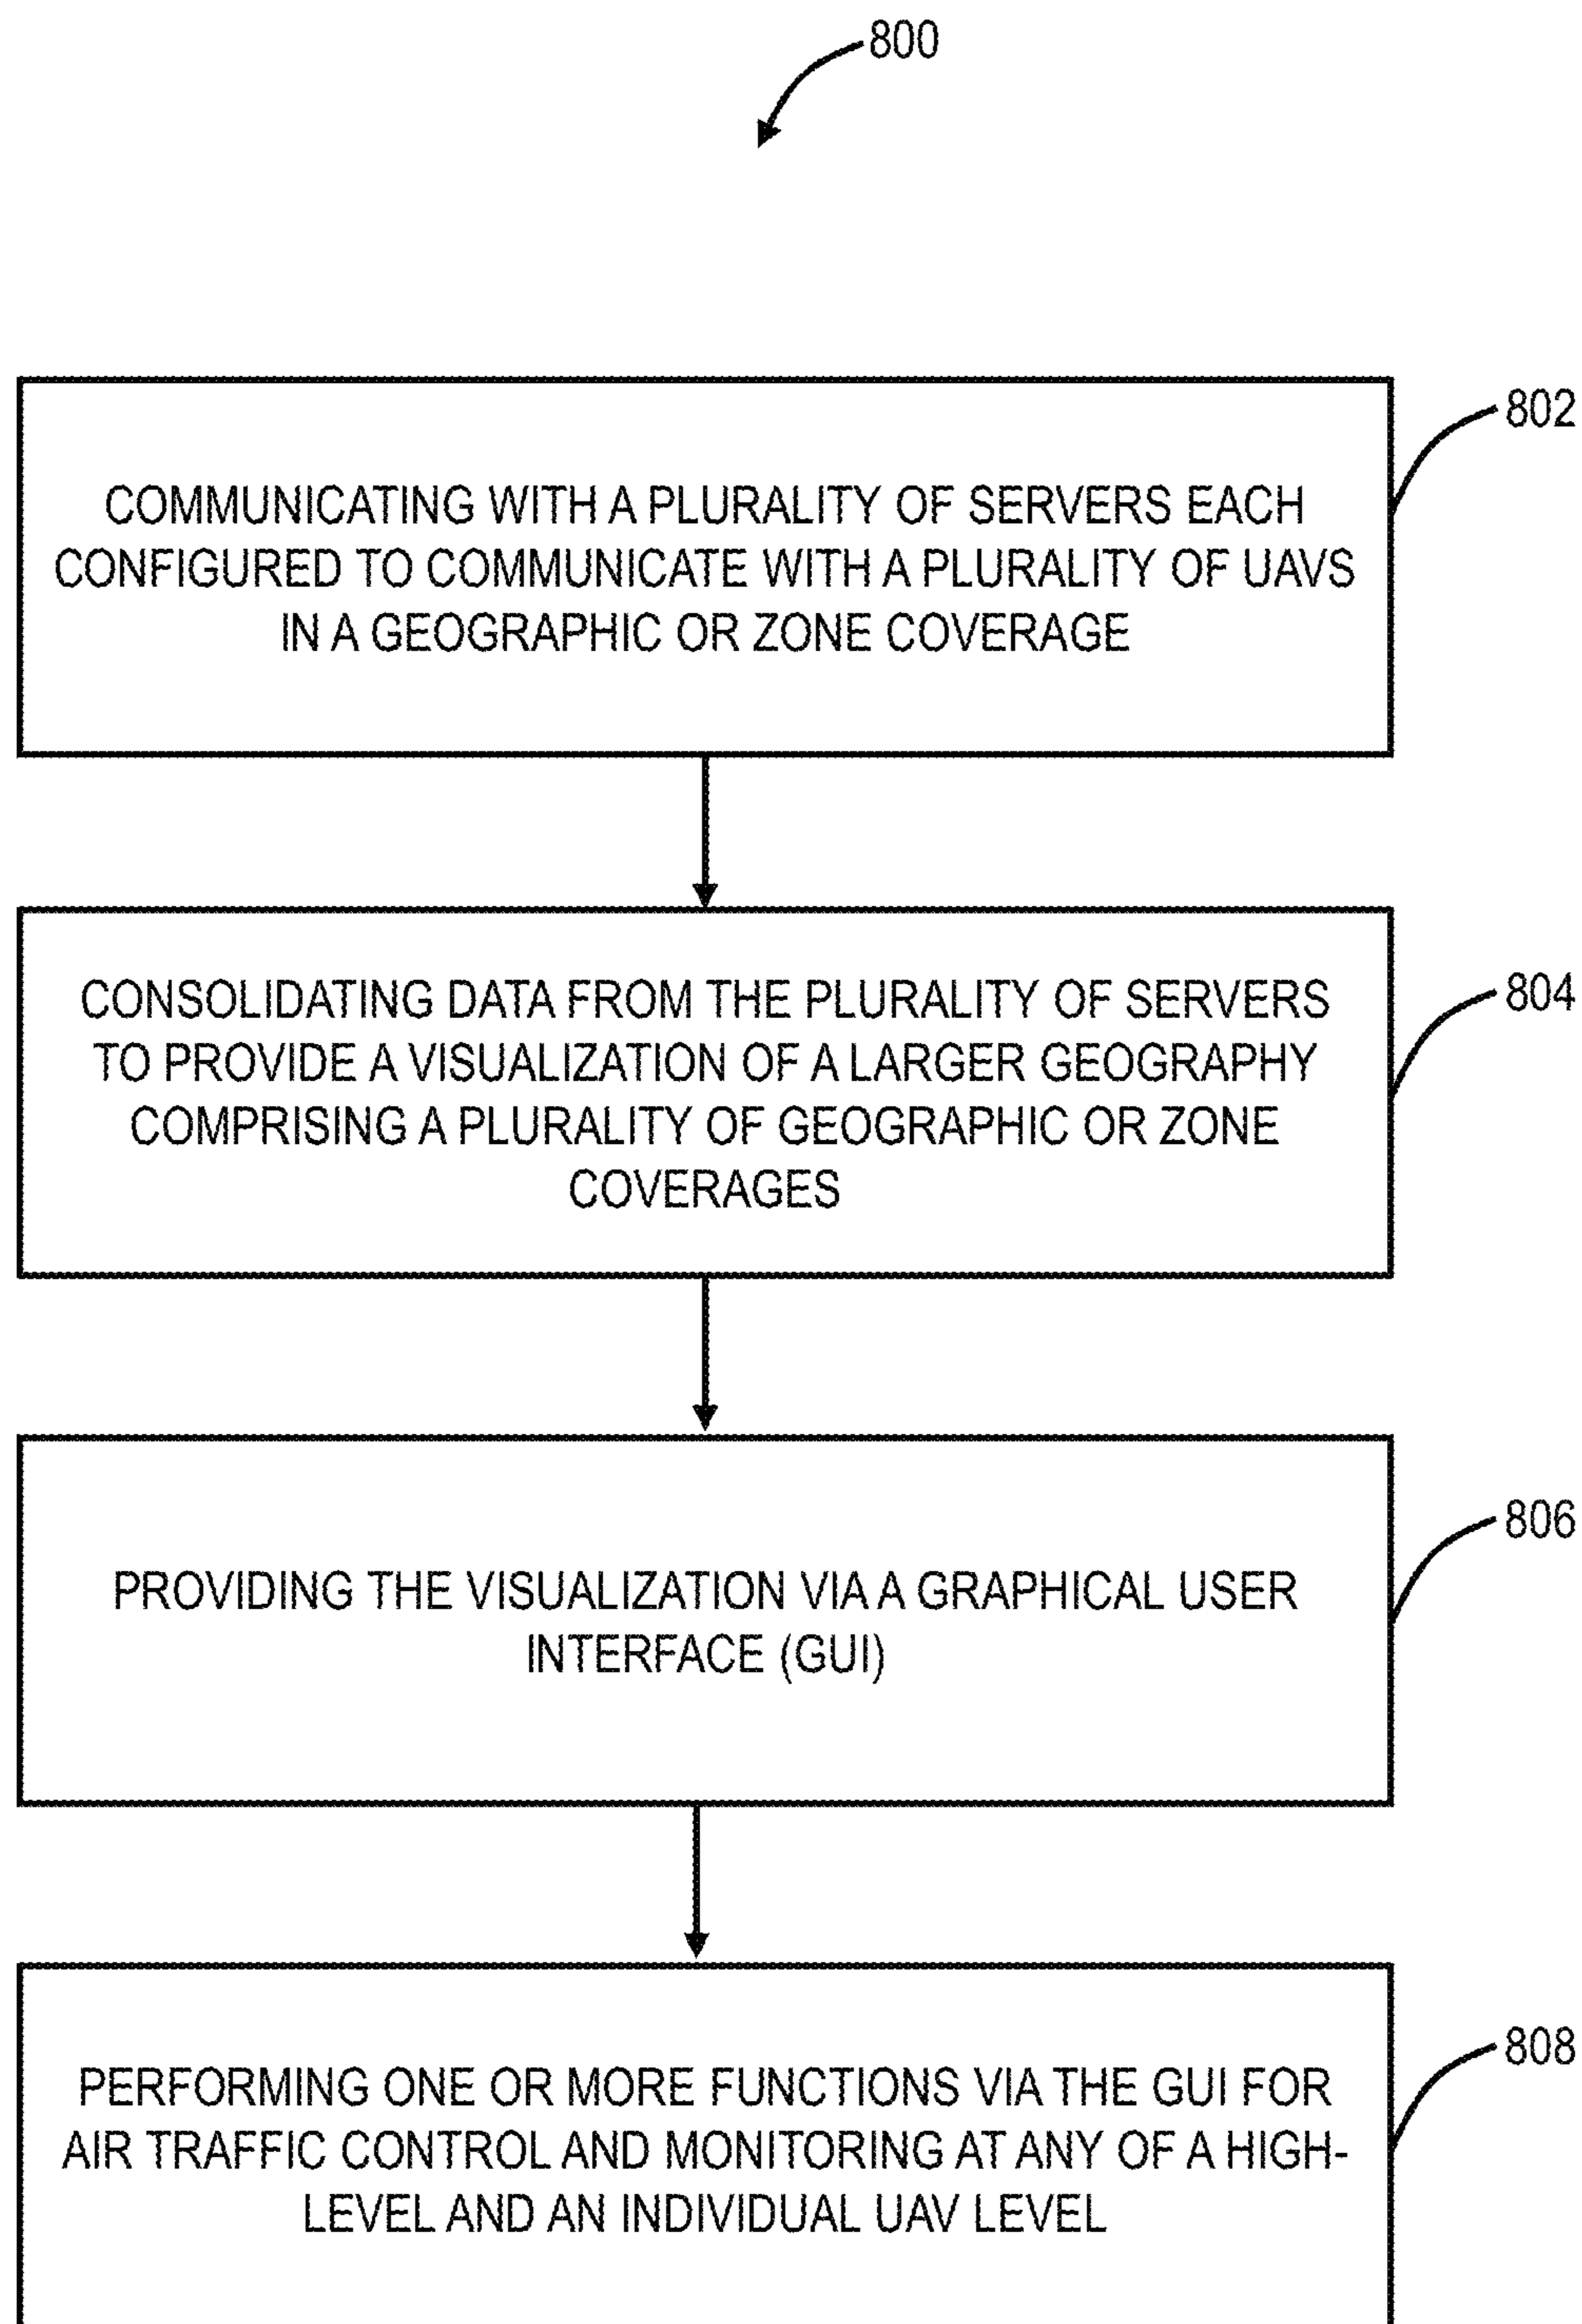 800
802
COMMUNICATING WITH A PLURALITY OF SERVERS EACH
CONFIGURED TO COMMUNICATE WITH A PLURALITY OF UAVS
IN A GEOGRAPHIC OR ZONE COVERAGE
804
CONSOLIDATING DATA FROM THE PLURALITY OF SERVERS
TO PROVIDE A VISUALIZATION OF A LARGER GEOGRAPHY
COMPRISING A PLURALITY OF GEOGRAPHIC OR ZONE
COVERAGES
806
PROVIDING THE VISUALIZATION VIA A GRAPHICAL USER
INTERFACE (GUI)
808
PERFORMING ONE OR MORE FUNCTIONS VIA THE GUI FOR
AIR TRAFFIC CONTROL AND MONITORING AT ANY OF A HIGH-
LEVEL AND AN INDIVIDUAL UAV LEVEL